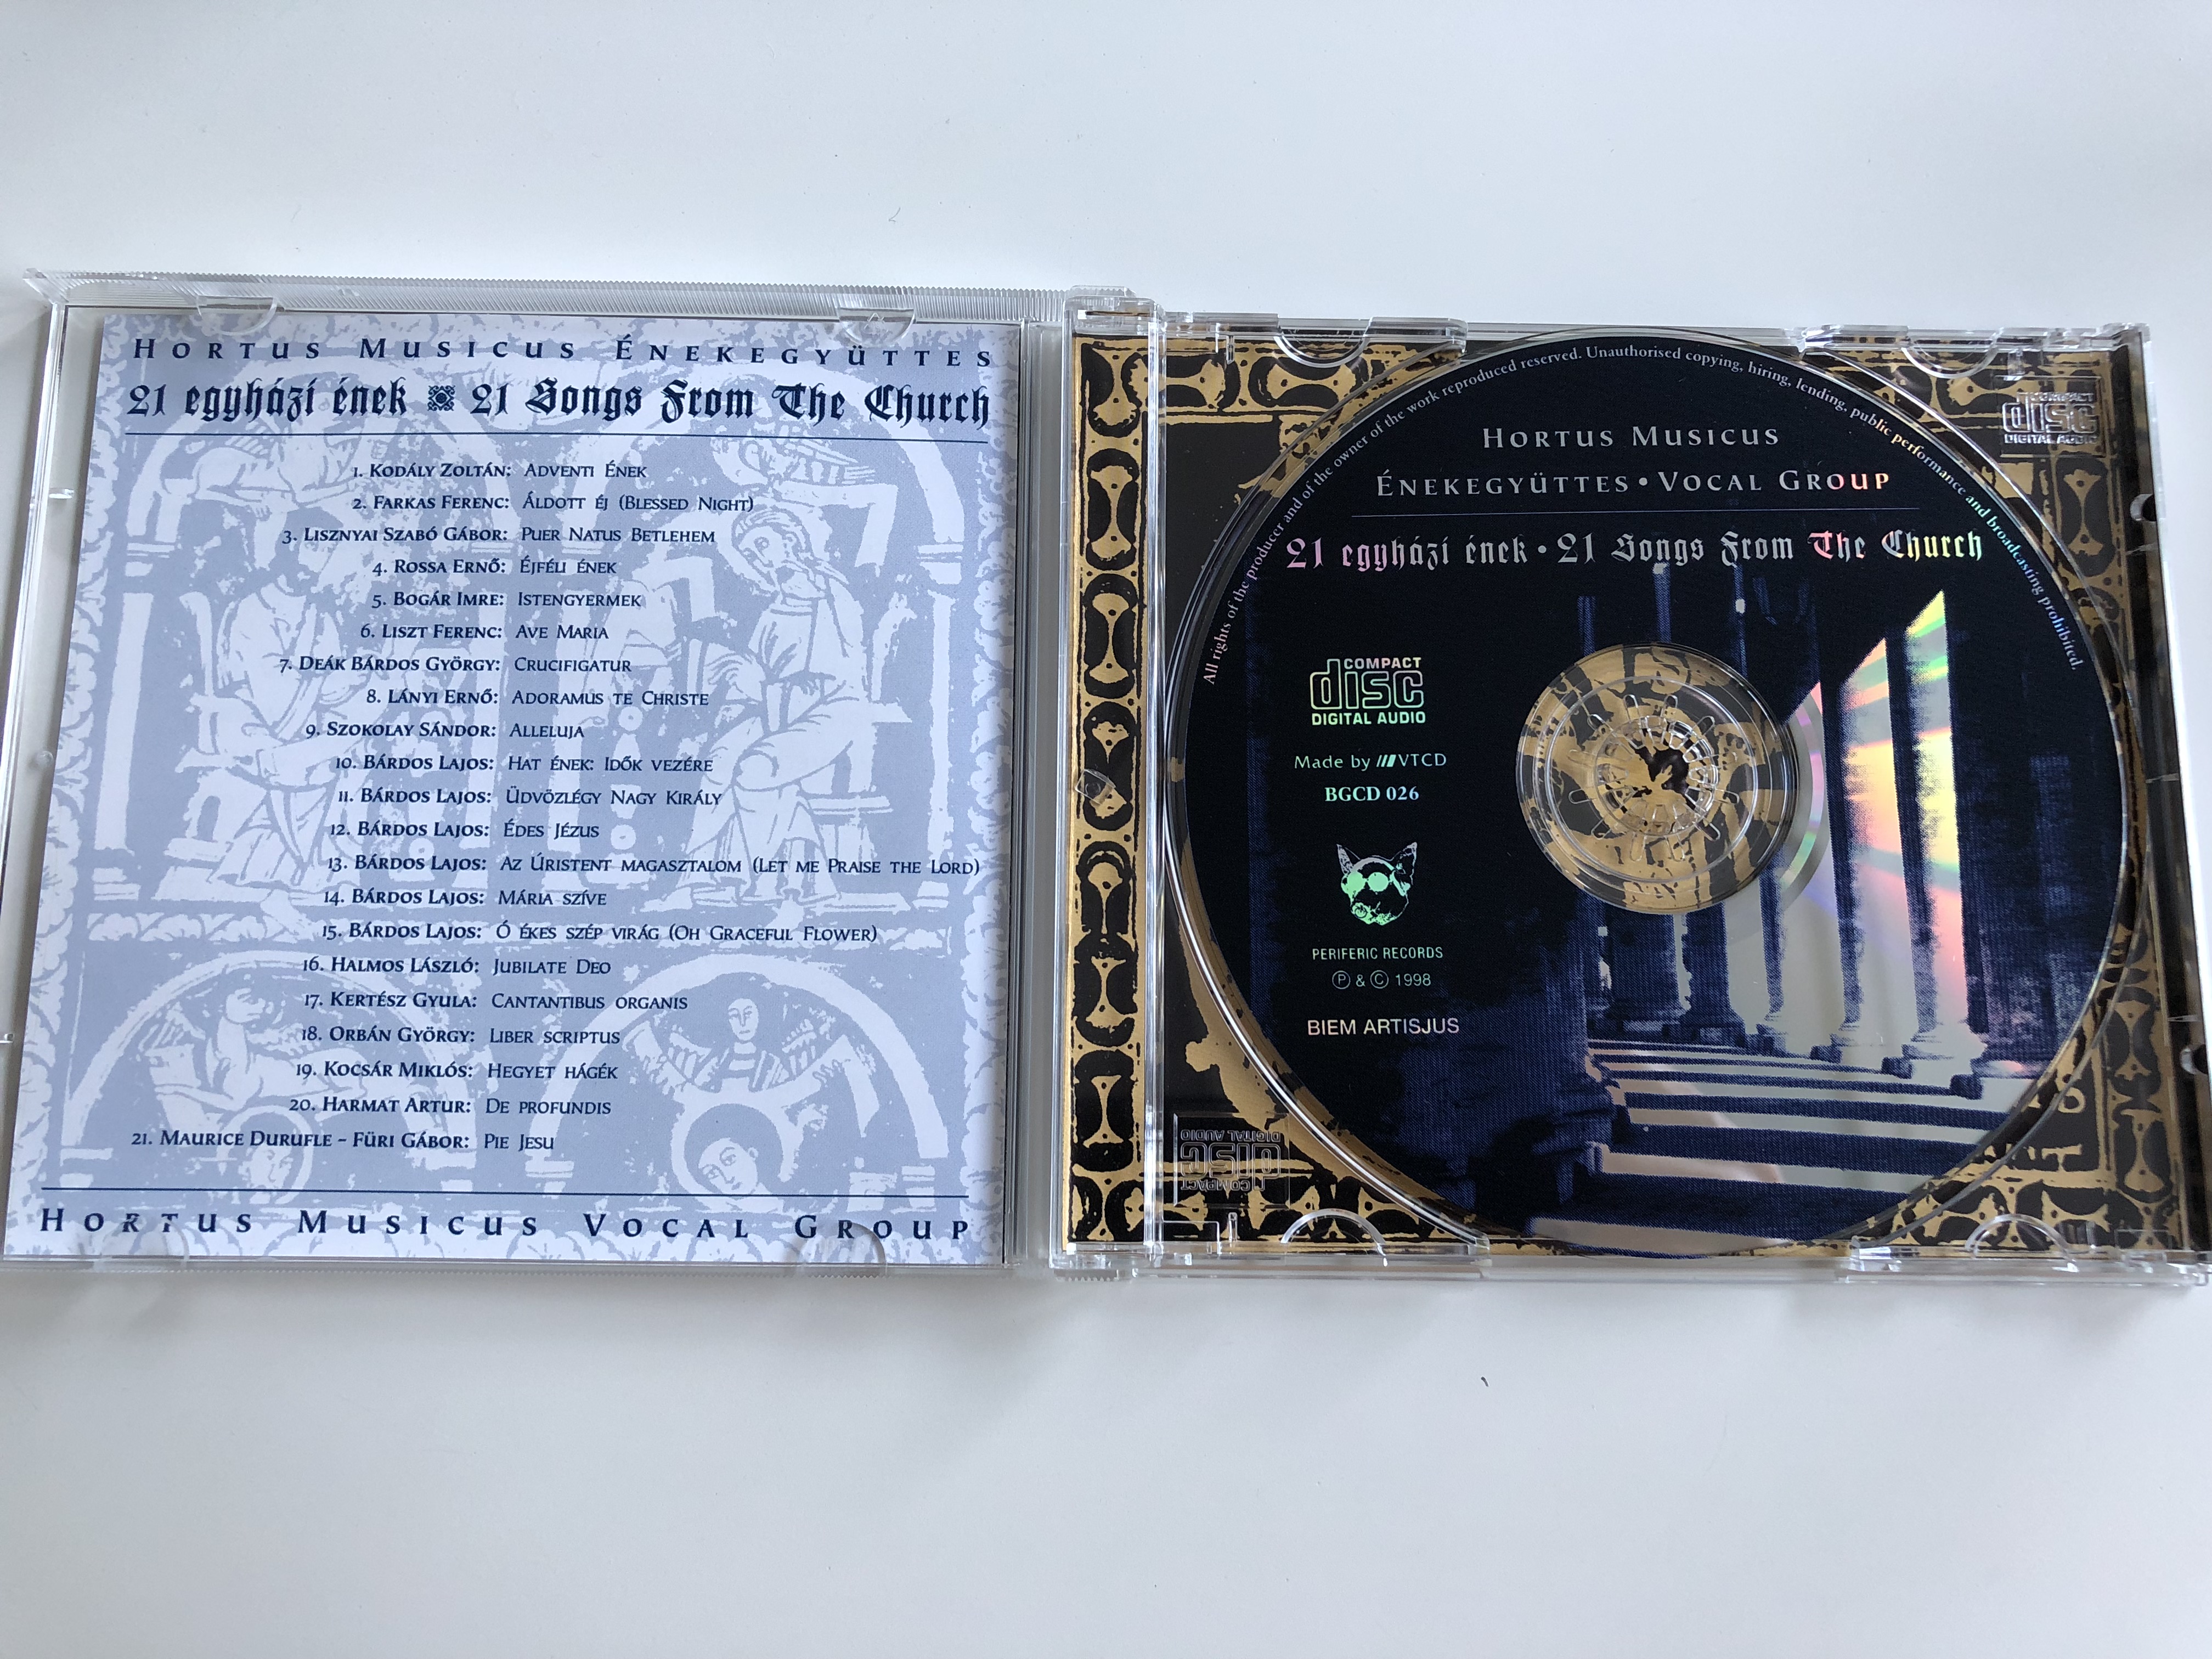 Hortus Musicus Énekegyüttes
21 egyházi ének 21 Songs From The Church
1. Kodály Zoltán: Adventi Ének
2. Farkas Ferenc: Áldott éj (Blessed Night)
3. Lisznyai Szabó Gábor: Puer Natus Betlehem
4. Rossa Ernő: Éjféli ének
5. Bogár Imre: Istengyermek
6. Liszt Ferenc: Ave Maria
7. Deák Bárdos György: Crucifigatur
8. Lányi Ernő: Adoramus te Christe
9. Szokolay Sándor: Alleluja
10. Bárdos Lajos: Hat ének: Idők vezére
11. Bárdos Lajos: Üdvözlégy Nagy Király
12. Bárdos Lajos: Édes Jézus
13. Bárdos Lajos: Az Úristent magasztalom (Let me Praise the Lord)
14. Bárdos Lajos: Mária szíve
15. Bárdos Lajos: Ó ékes szép virág (Oh Graceful Flower)
16. Halmos László: Jubilate Deo
17. Kertész Gyula: Cantantibus organis
18. Orbán György: Liber scriptus
19. Kocsár Miklós: Hegyet hágék
20. Harmat Artur: De profundis
21. Maurice Durufle - Füri Gábor: Pie Jesu
Hortus Musicus Vocal Group
All rights of the producer and of the owner of the work reproduced reserved. Unauthorised copying, hiring, lending, public performance and broadcasting prohibited.
Hortus Musicus
Énekegyüttes • Vocal Group
21 egyházi ének • 21 Songs From The Church
COMPACT
disc
DIGITAL AUDIO
Made by VTCD
BGCD 026
PERIFERIC RECORDS
Ⓟ & © 1998
BIEM ARTISJUS
COMPACT
disc
DIGITAL AUDIO
COMPACT
disc
DIGITAL AUDIO